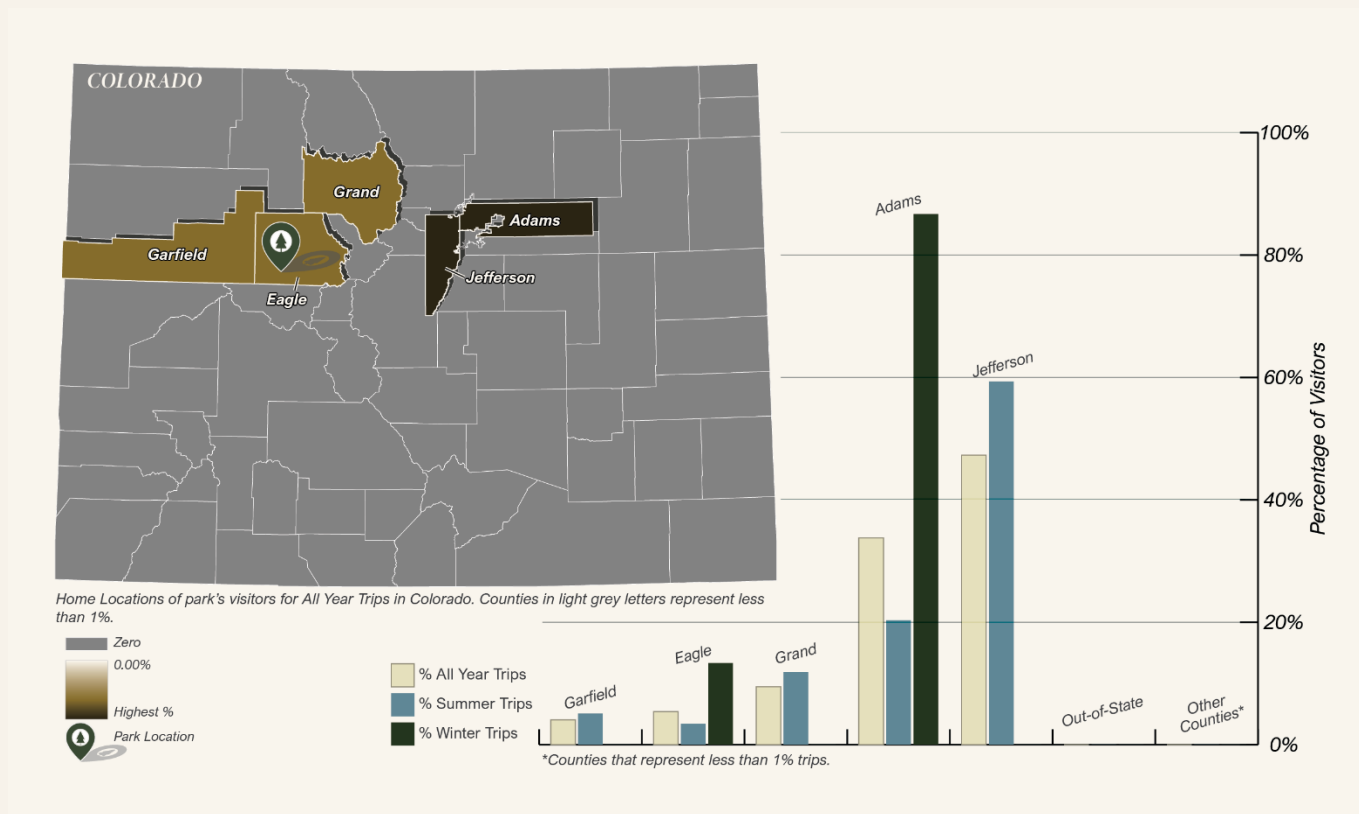 COLORADO
Grand
Adams
Garfield
Jefferson
Eagle
Home Locations of park's visitors for All Year Trips in Colorado. Counties in light grey letters represent less
than 1%.
Zero
0.00%
Highest %
Park Location
% All Year Trips
% Summer Trips
% Winter Trips
100%
80%
60%
40%
20%
0%
Percentage of Visitors
Garfield
Eagle
Grand
Adams
Jefferson
Out-of-State
Other
Counties*
*Counties that represent less than 1% trips.